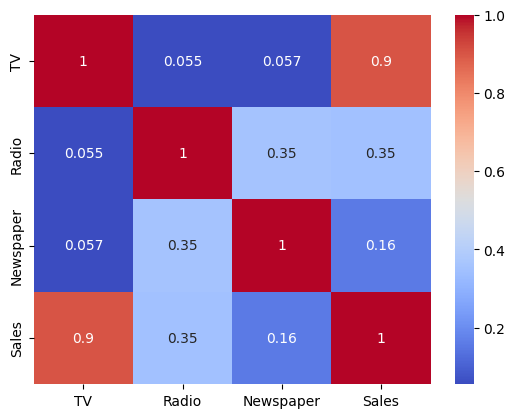 TV 1 0.055 0.057 0.9
Radio 0.055 1 0.35 0.35
Newspaper 0.057 0.35 1 0.16
Sales 0.9 0.35 0.16 1
TV Radio Newspaper Sales
1.0
0.8
0.6
0.4
0.2